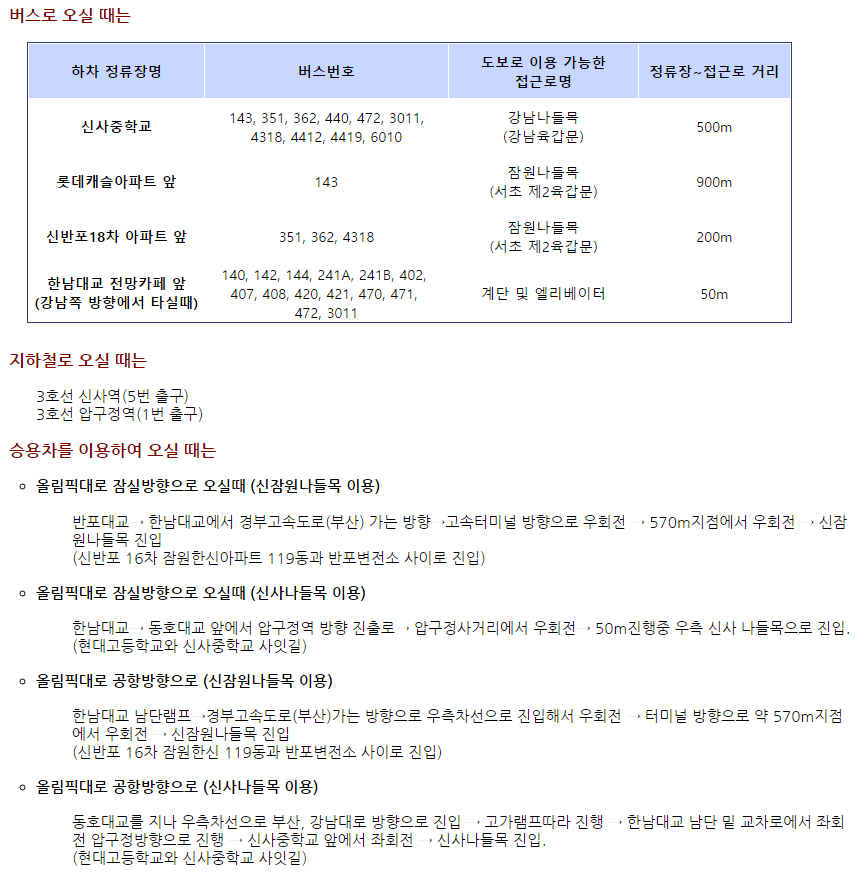 버스로 오실 때는
하차 정류장명 버스번호 도보로 이용 가능한 접근로명 정류장~접근로 거리
신사중학교 143, 351, 362, 440, 472, 3011, 4318, 4412, 4419, 6010 강남나들목 (강남육갑문) 500m
롯데캐슬아파트 앞 143 잠원나들목 (서초 제2육갑문) 900m
신반포18차 아파트 앞 351, 362, 4318 잠원나들목 (서초 제2육갑문) 200m
한남대교 전망카페 앞 (강남쪽 방향에서 타실때) 140, 142, 144, 241A, 241B, 402, 407, 408, 420, 421, 470, 471, 472, 3011 계단 및 엘리베이터 50m
지하철로 오실 때는
3호선 신사역(5번 출구)
3호선 압구정역(1번 출구)
승용차를 이용하여 오실 때는
올림픽대로 잠실방향으로 오실때 (신잠원나들목 이용)
반포대교→ 한남대교에서 경부고속도로(부산) 가는 방향→고속터미널 방향으로 우회전 → 570m지점에서 우회전 → 신잠
원나들목 진입
(신반포 16차 잠원한신아파트 119동과 반포변전소 사이로 진입)
올림픽대로 잠실방향으로 오실때 (신사나들목 이용)
한남대교 → 동호대교 앞에서 압구정역 방향 진출로→ 압구정사거리에서 우회전→ 50m진행중 우측 신사 나들목으로 진입.
(현대고등학교와 신사중학교 사잇길)
올림픽대로 공항방향으로 (신잠원나들목 이용)
한남대교 남단램프→경부고속도로(부산)가는 방향으로 우측차선으로 진입해서 우회전 → 터미널 방향으로 약 570m지점
에서 우회전 → 신잠원나들목 진입
(신반포 16차 잠원한신 119동과 반포변전소 사이로 진입)
올림픽대로 공항방향으로 (신사나들목 이용)
동호대교를 지나 우측차선으로 부산, 강남대로 방향으로 진입 → 고가램프따라 진행 → 한남대교 남단 밑 교차로에서 좌회
전 압구정방향으로 진행 → 신사중학교 앞에서 좌회전 → 신사나들목 진입.
(현대고등학교와 신사중학교 사잇길)